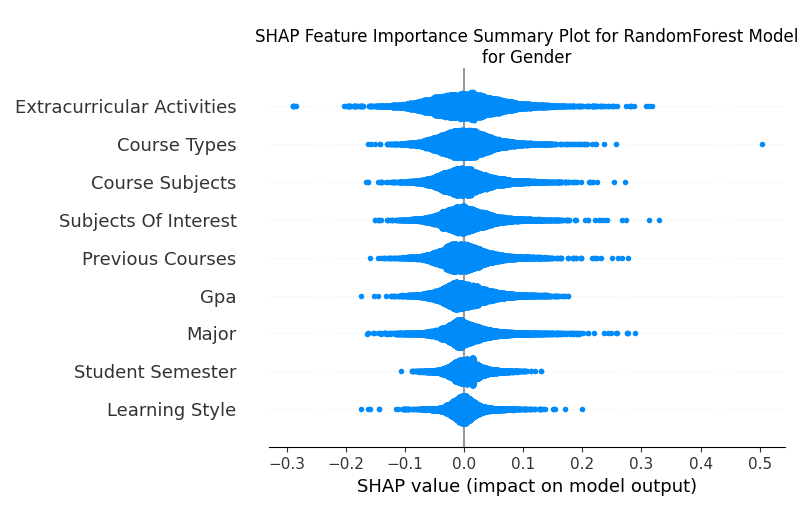 SHAP Feature Importance Summary Plot for RandomForest Model
for Gender
Extracurricular Activities
Course Types
Course Subjects
Subjects Of Interest
Previous Courses
Gpa
Major
Student Semester
Learning Style
−0.3 −0.2 −0.1 0.0 0.1 0.2 0.3 0.4 0.5
SHAP value (impact on model output)